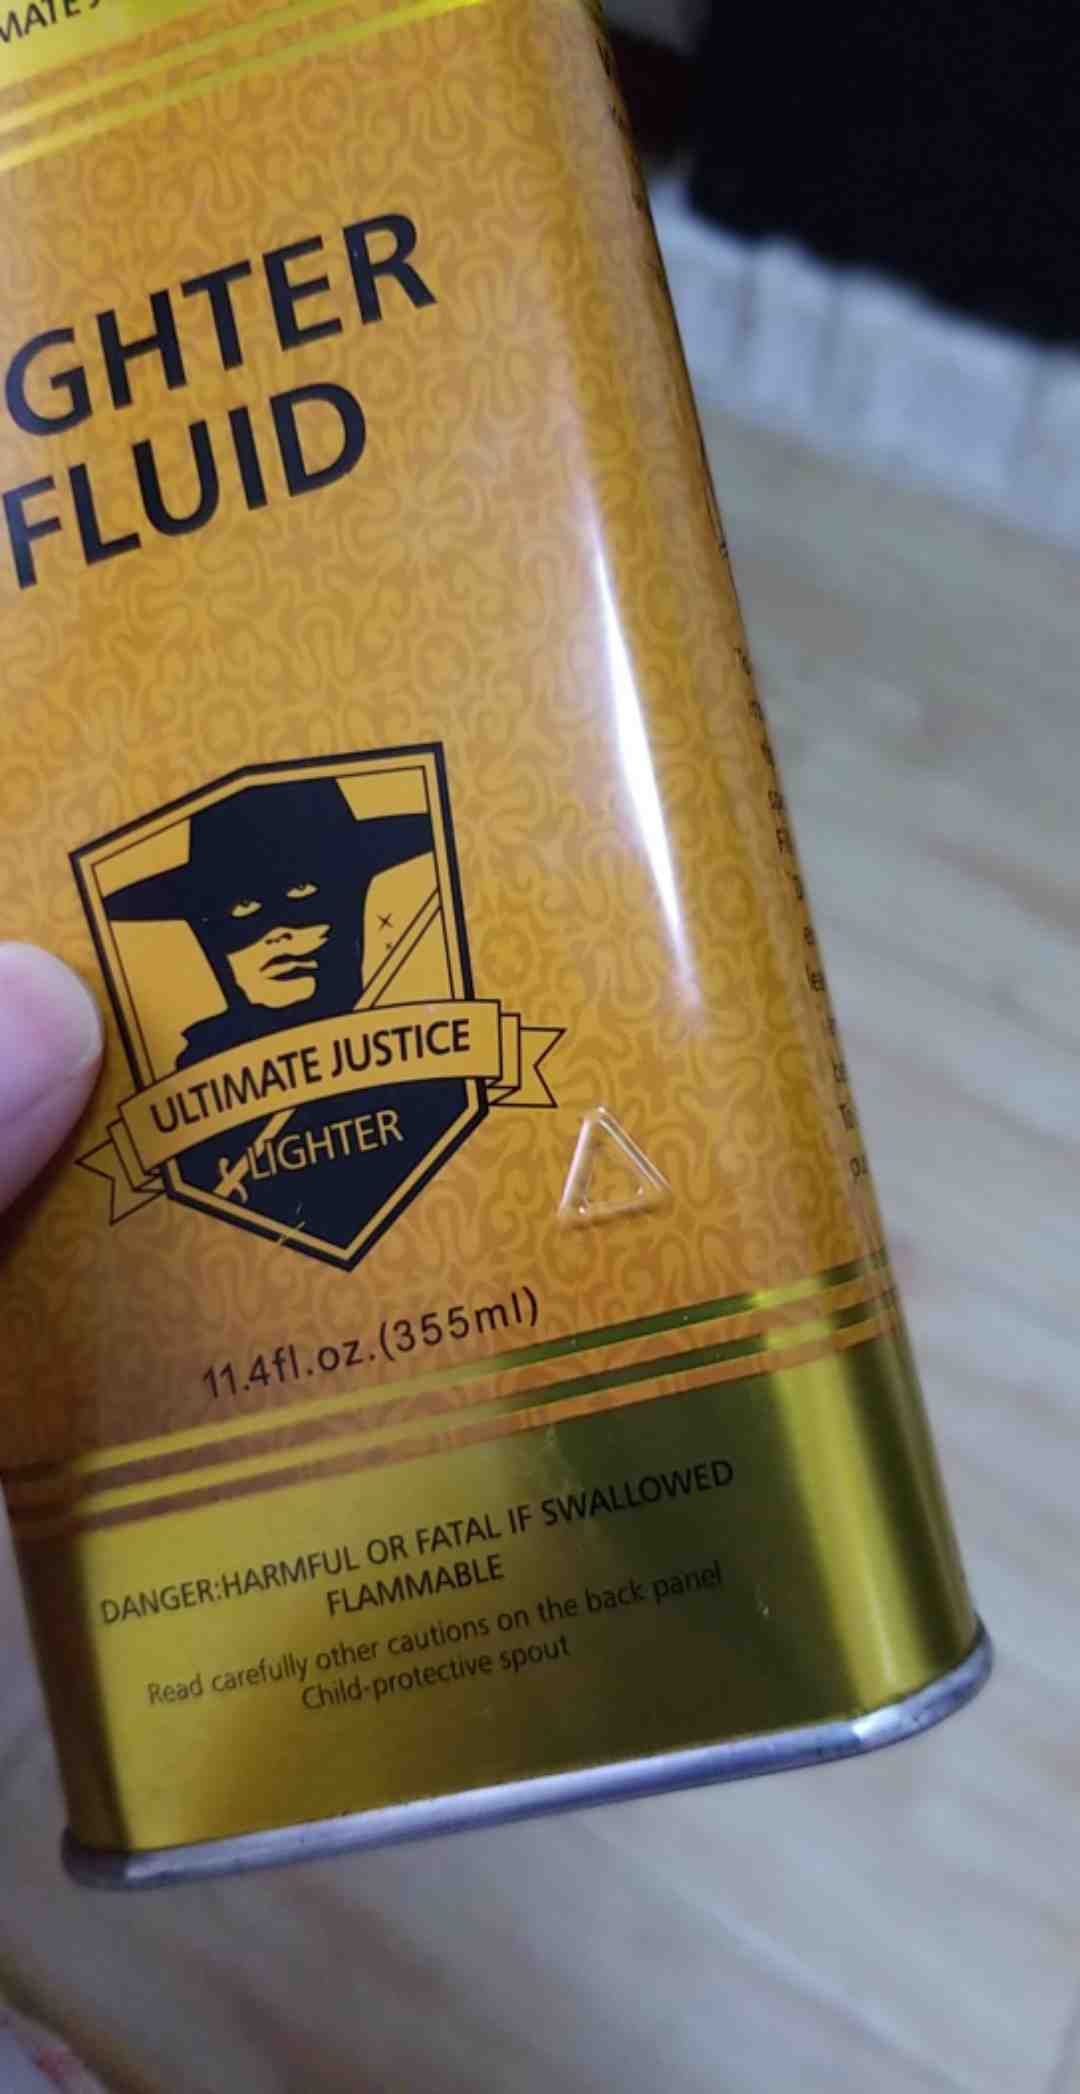 MATE J
GHTER
FLUID
ULTIMATE JUSTICE
LIGHTER
11.4fl.oz.(355ml)
DANGER:HARMFUL OR FATAL IF SWALLOWED
FLAMMABLE
Read carefully other cautions on the back panel
Child-protective spout